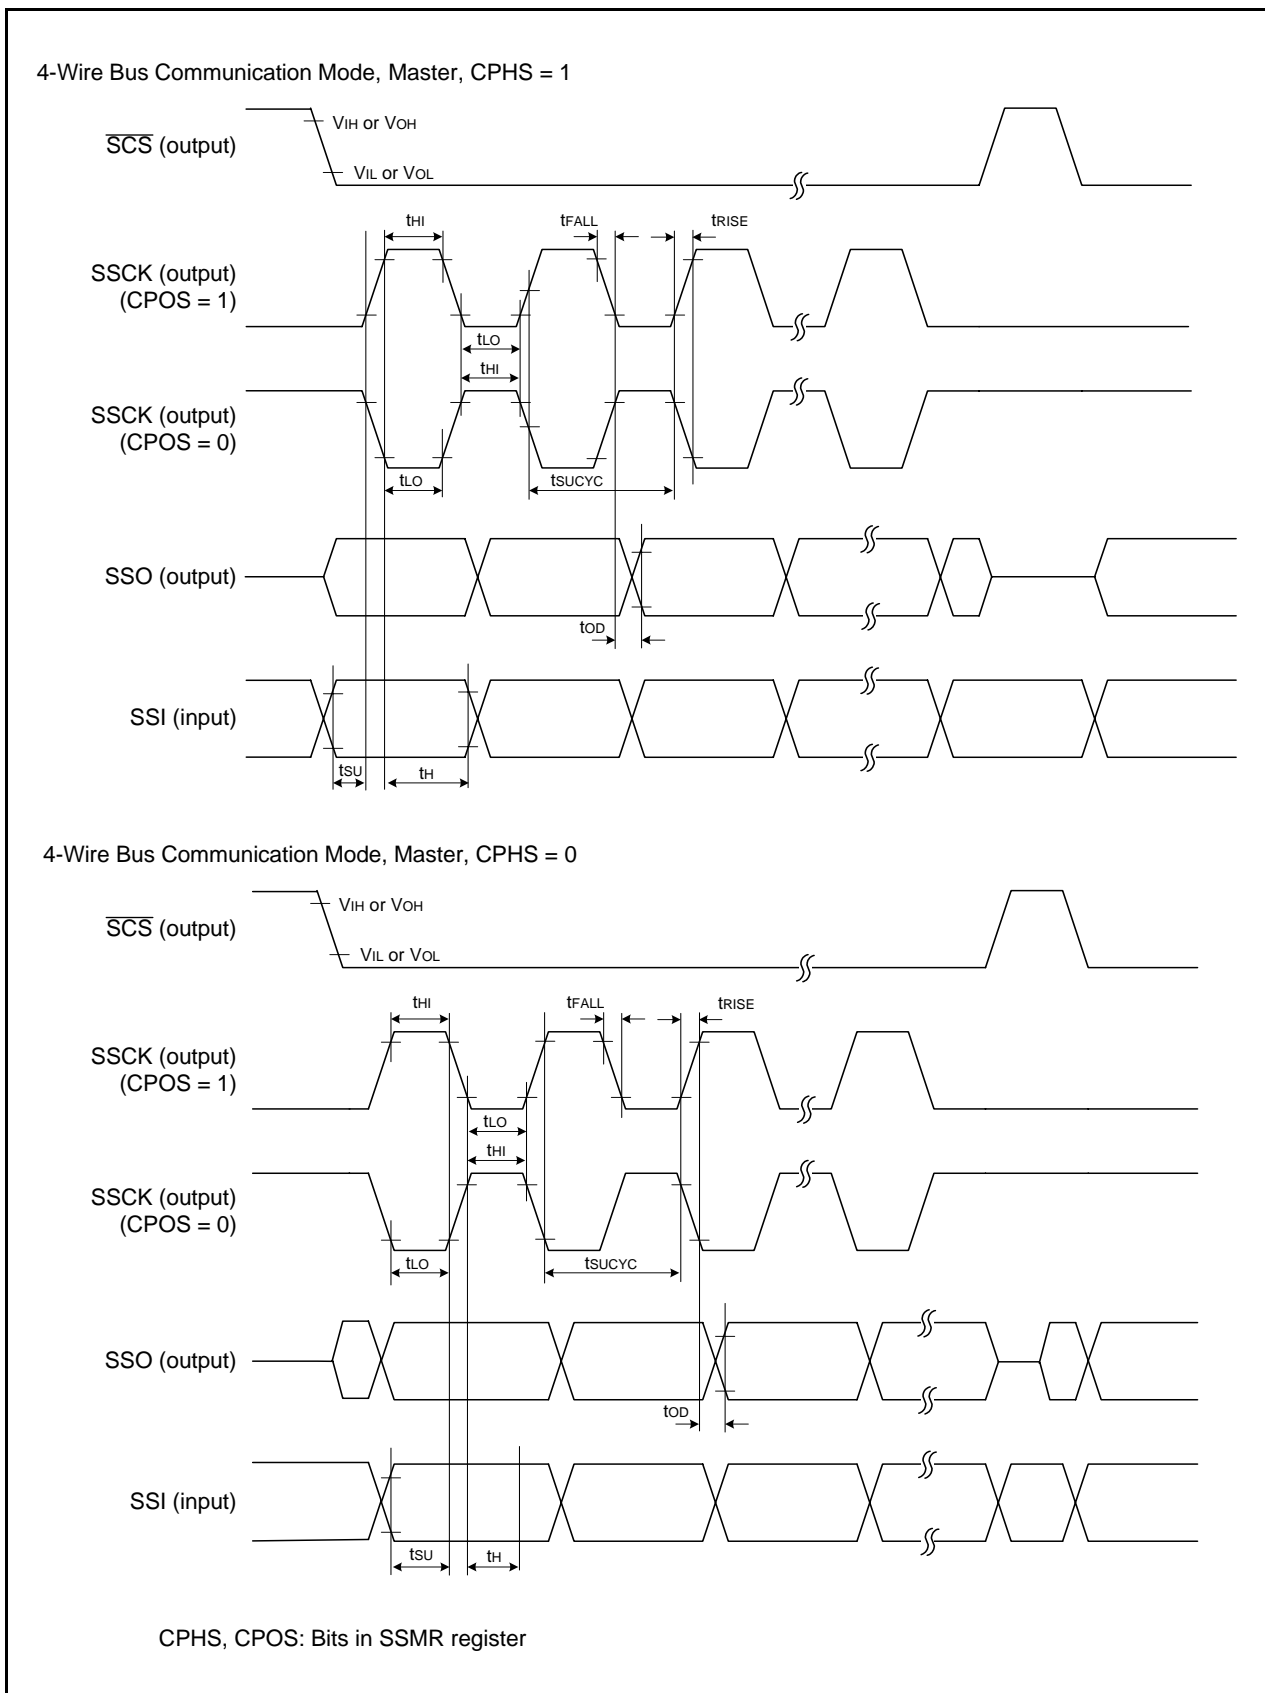 4-Wire Bus Communication Mode, Master, CPHS = 1
SCS (output)
VIH or VOH
VIL or VOL
tHI
tFALL
tRISE
SSCK (output)
(CPOS = 1)
tLO
tHI
SSCK (output)
(CPOS = 0)
tLO
tSUCYC
SSO (output)
tOD
SSI (input)
tSU
tH
4-Wire Bus Communication Mode, Master, CPHS = 0
SCS (output)
VIH or VOH
VIL or VOL
tHI
tFALL
tRISE
SSCK (output)
(CPOS = 1)
tLO
tHI
SSCK (output)
(CPOS = 0)
tLO
tSUCYC
SSO (output)
tOD
SSI (input)
tSU
tH
CPHS, CPOS: Bits in SSMR register